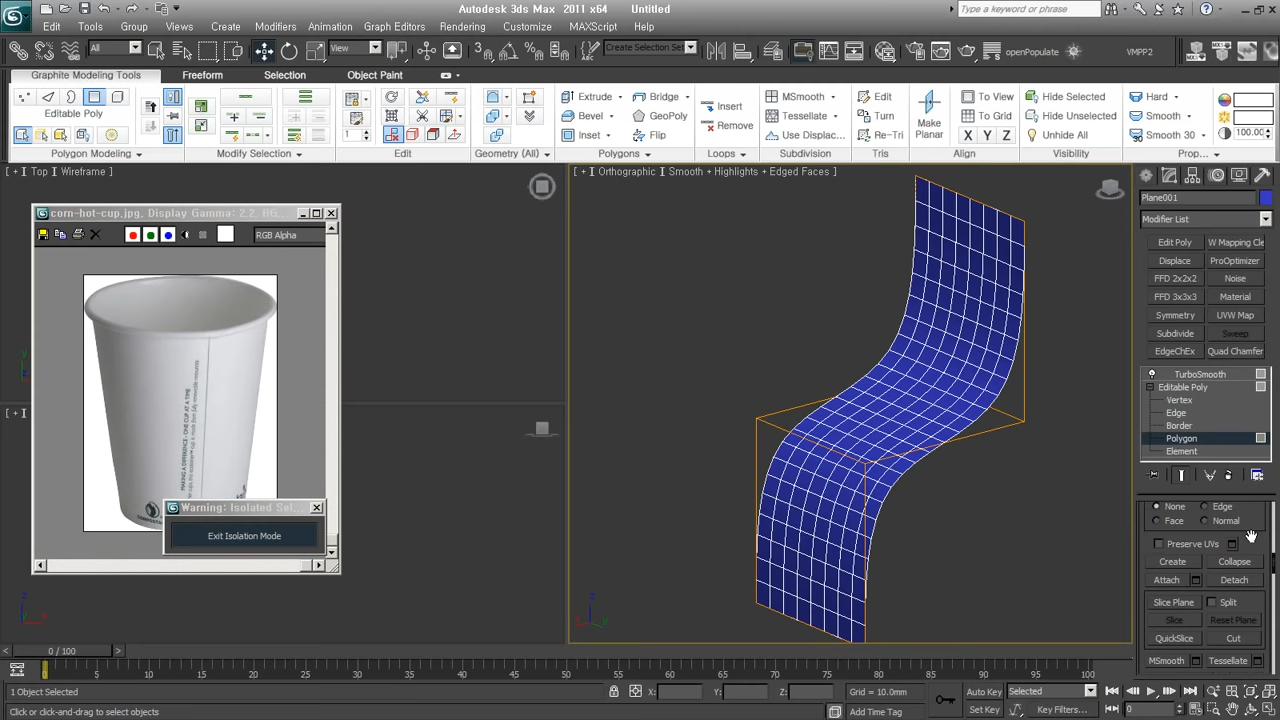 Autodesk 3ds Max 2011 x64    Untitled
Type a keyword or phrase
Edit Tools Group Views Create Modifiers Animation Graph Editors Rendering Customize MAXScript Help
All View Create Selection Set openPopulate VMPP2
Graphite Modeling Tools Freeform Selection Object Paint
Extrude Bridge Insert MSmooth Edit To View Hide Selected Hard
Editable Poly Bevel GeoPoly Tessellate Turn Make Planar To Grid Hide Unselected Smooth
1 Inset Flip Remove Use Displac... Re-Tri X Y Z Unhide All Smooth 30 100.00
Polygon Modeling Modify Selection Edit Geometry (All) Polygons Loops Subdivision Tris Align Visibility Prop...
[ + ] Top | Wireframe ]
[ + ] Orthographic | Smooth + Highlights + Edged Faces ]
Plane001
corn-hot-cup.jpg, Display Gamma: 2.2, RG...
RGB Alpha
Modifier List
Edit Poly W Mapping Cle
Displace ProOptimizer
FFD 2x2x2 Noise
FFD 3x3x3 Material
Symmetry UVW Map
Subdivide Sweep
EdgeChEx Quad Chamfer
TurboSmooth
Editable Poly
Vertex
Edge
Border
Polygon
Element
MAKING A DIFFERENCE - ONE CUP AT A TIME
Warning: Isolated Sel...
Exit Isolation Mode
None Edge
Face Normal
Preserve UVs
Create Collapse
Attach Detach
Slice Plane Split
Slice Reset Plane
QuickSlice Cut
MSmooth Tessellate
[ + ]
z x y
0 / 100
0 5 10 15 20 25 30 35 40 45 50 55 60 65 70 75 80 85 90 95 100
1 Object Selected X: Y: Z: Grid = 10.0mm Auto Key Selected
Click or click-and-drag to select objects Add Time Tag Set Key Key Filters... 0